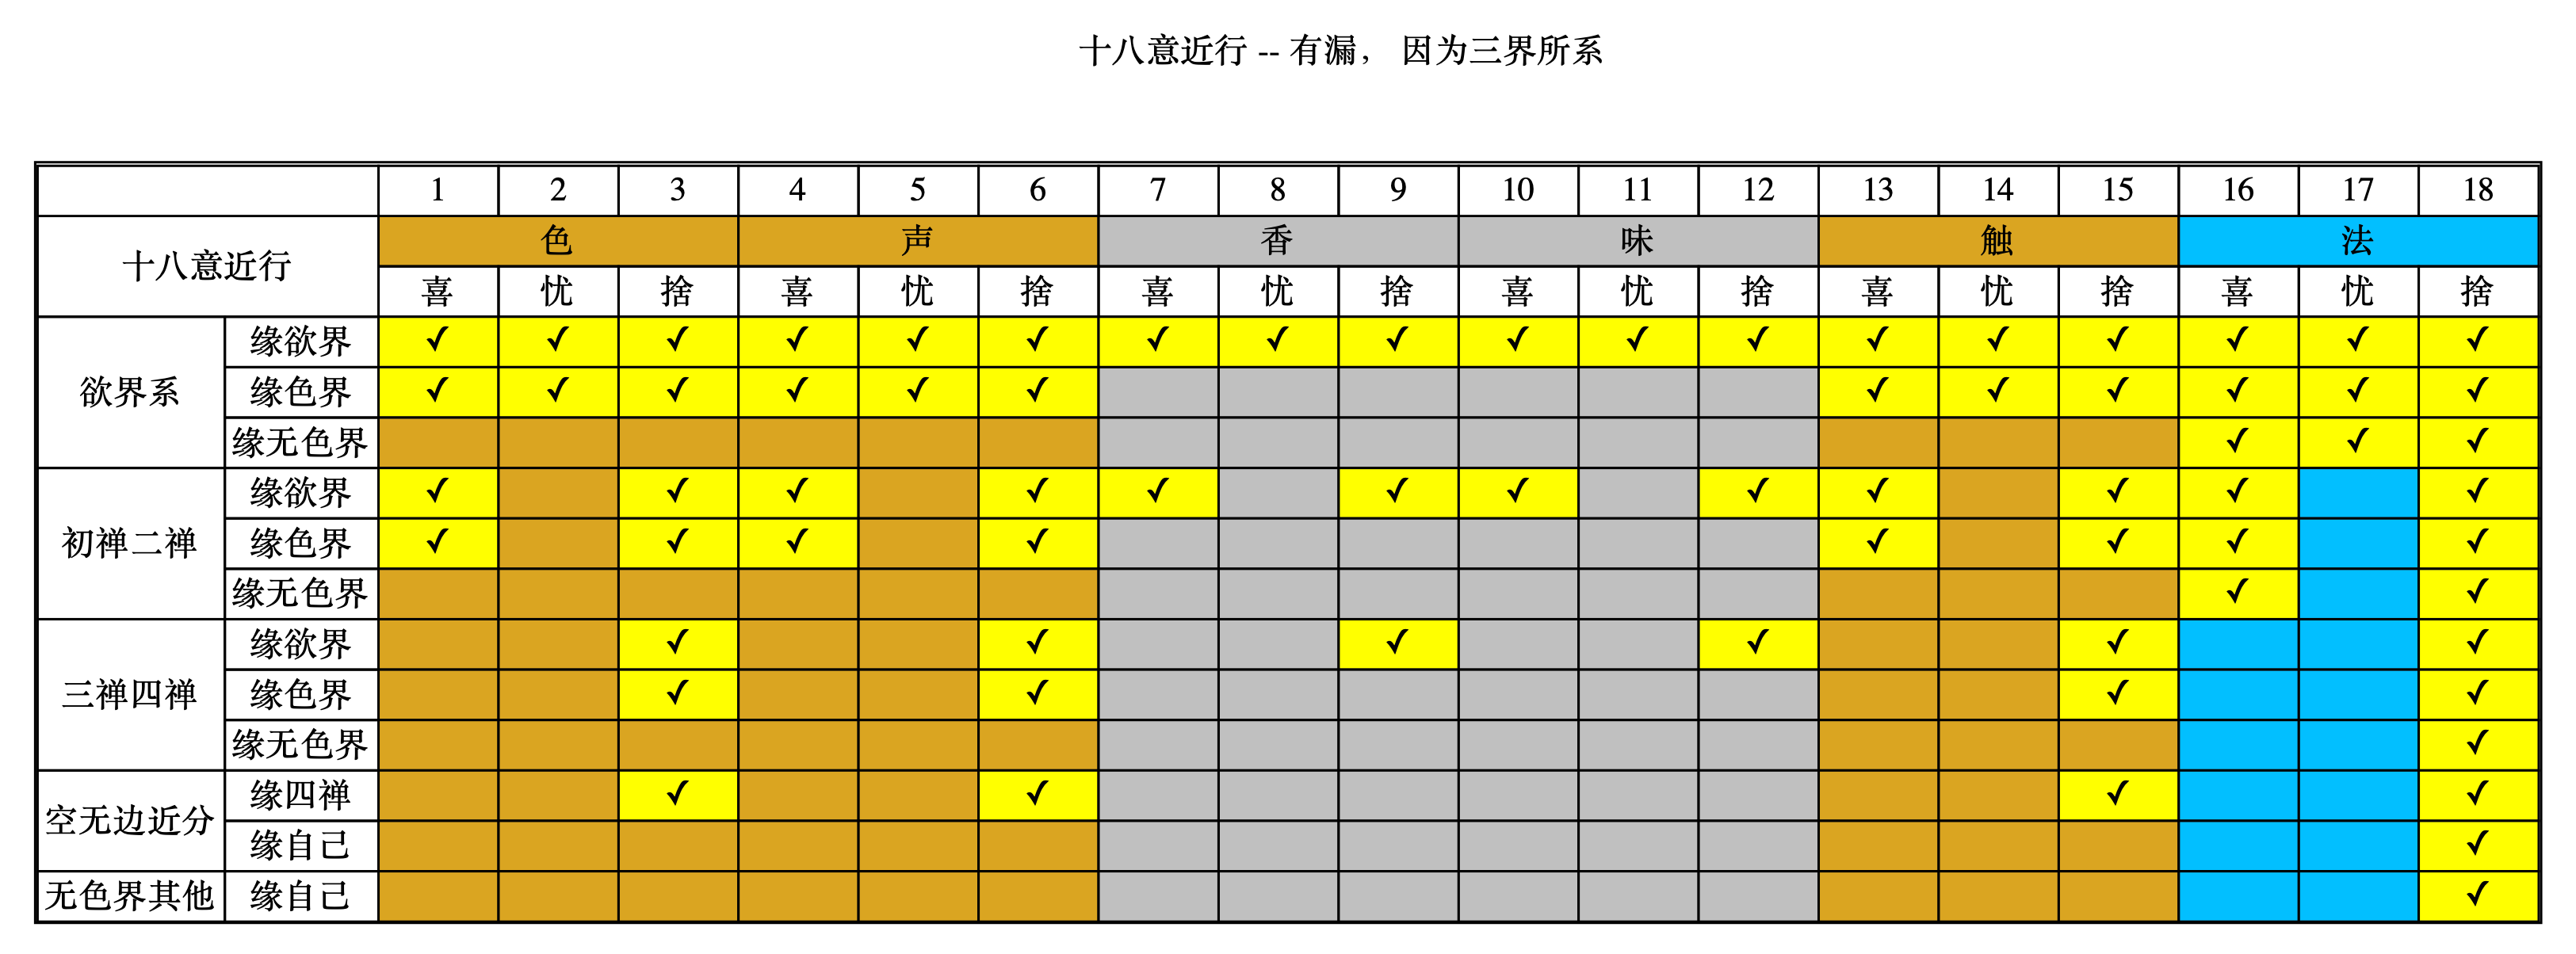 十八意近行 -- 有漏， 因为三界所系
1 2 3 4 5 6 7 8 9 10 11 12 13 14 15 16 17 18
十八意近行 色 声 香 味 触 法
喜 忧 捨 喜 忧 捨 喜 忧 捨 喜 忧 捨 喜 忧 捨 喜 忧 捨
欲界系 缘欲界 ✓ ✓ ✓ ✓ ✓ ✓ ✓ ✓ ✓ ✓ ✓ ✓ ✓ ✓ ✓ ✓ ✓ ✓
缘色界 ✓ ✓ ✓ ✓ ✓ ✓ ✓ ✓ ✓ ✓ ✓ ✓
缘无色界 ✓ ✓ ✓
初禅二禅 缘欲界 ✓ ✓ ✓ ✓ ✓ ✓ ✓ ✓ ✓ ✓ ✓ ✓
缘色界 ✓ ✓ ✓ ✓ ✓ ✓ ✓ ✓
缘无色界 ✓ ✓
三禅四禅 缘欲界 ✓ ✓ ✓ ✓ ✓ ✓
缘色界 ✓ ✓ ✓ ✓
缘无色界 ✓
空无边近分 缘四禅 ✓ ✓ ✓ ✓
缘自己 ✓
无色界其他 缘自己 ✓